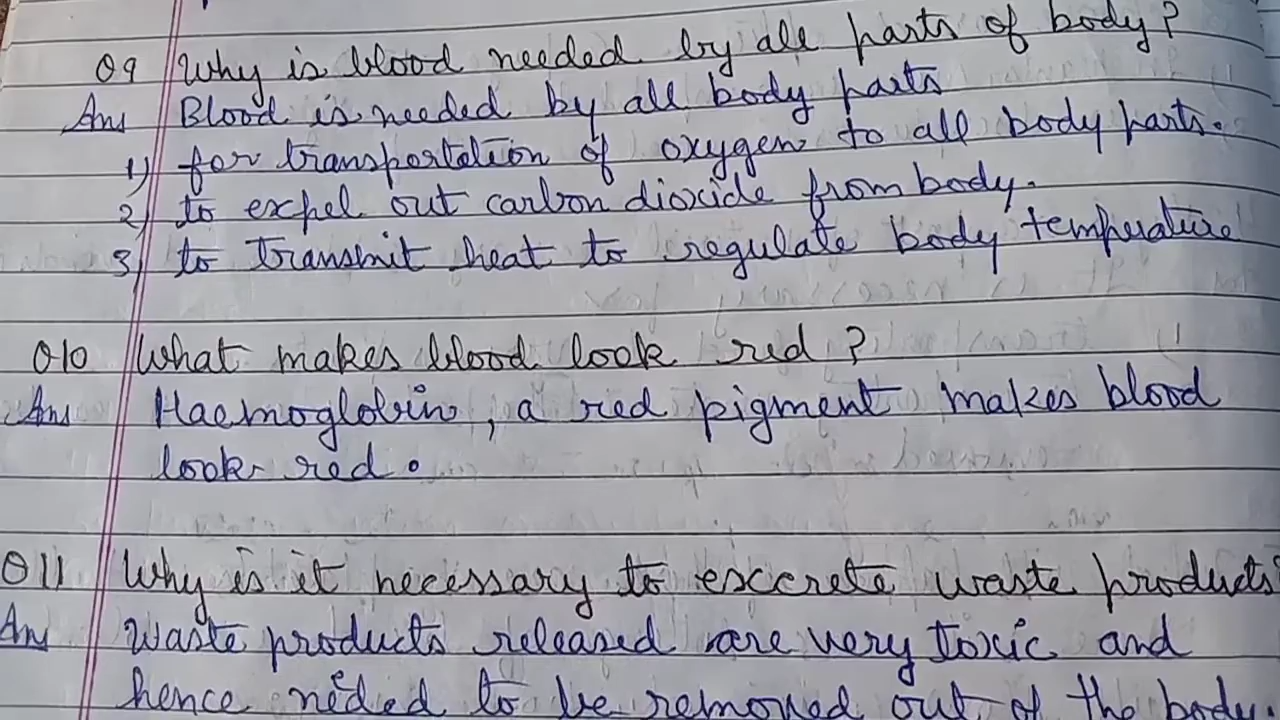 Q9 Why is blood needed by all parts of body?
Ans Blood is needed by all body parts
1) for transportation of oxygen to all body parts.
2) to expel out carbon dioxide from body.
3) to transmit heat to regulate body temperature
Q10 What makes blood look red ?
Ans Haemoglobin, a red pigment makes blood
look red.
Q11 Why is it necessary to excrete waste products?
Ans Waste products released are very toxic and
hence needed to be removed out of the body.